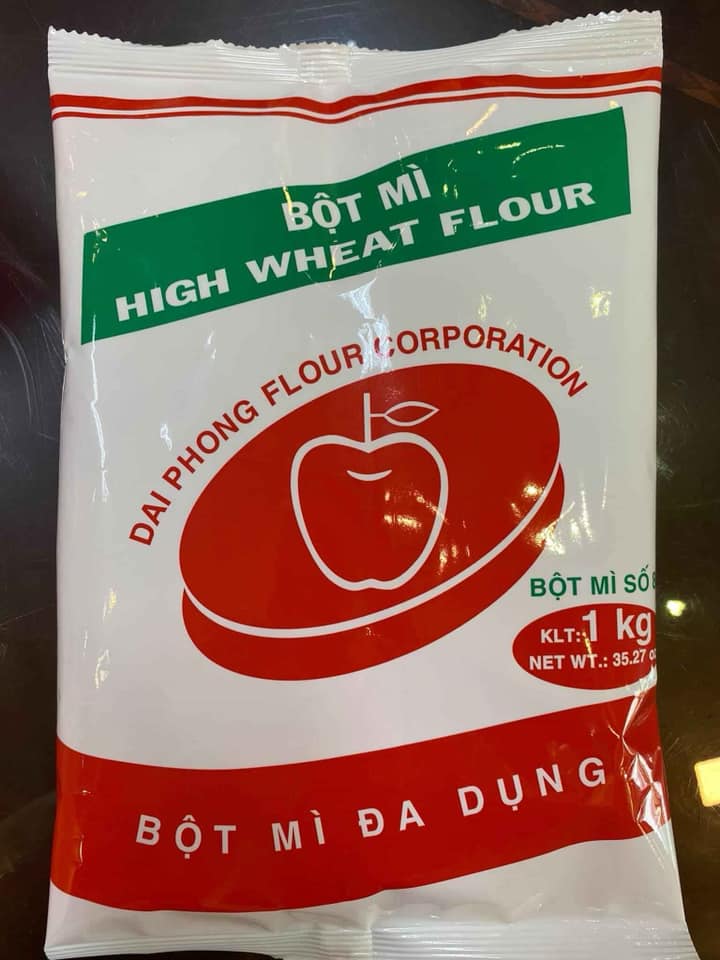 BỘT MÌ
HIGH WHEAT FLOUR
DAI PHONG FLOUR CORPORATION
BỘT MÌ SỐ
KLT: 1 kg
NET WT.: 35.27
BỘT MÌ ĐA DỤNG